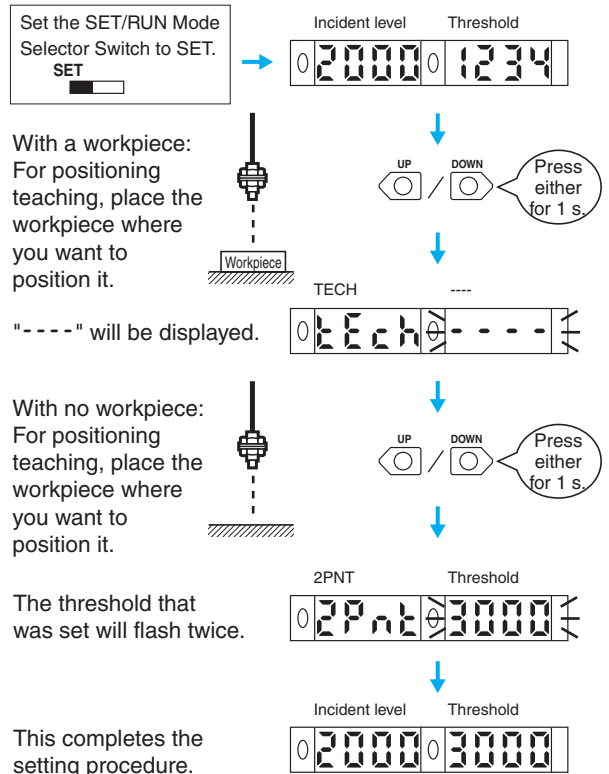 Set the SET/RUN Mode
Selector Switch to SET.
SET
Incident level Threshold
2000 1234
With a workpiece:
For positioning
teaching, place the
workpiece where
you want to
position it.
Workpiece
UP / DOWN
Press
either
for 1 s.
TECH ----
"----" will be displayed.
tEch ----
With no workpiece:
For positioning
teaching, place the
workpiece where
you want to
position it.
UP / DOWN
Press
either
for 1 s.
2PNT Threshold
The threshold that
was set will flash twice.
2Pnt 3000
Incident level Threshold
This completes the
setting procedure.
2000 3000